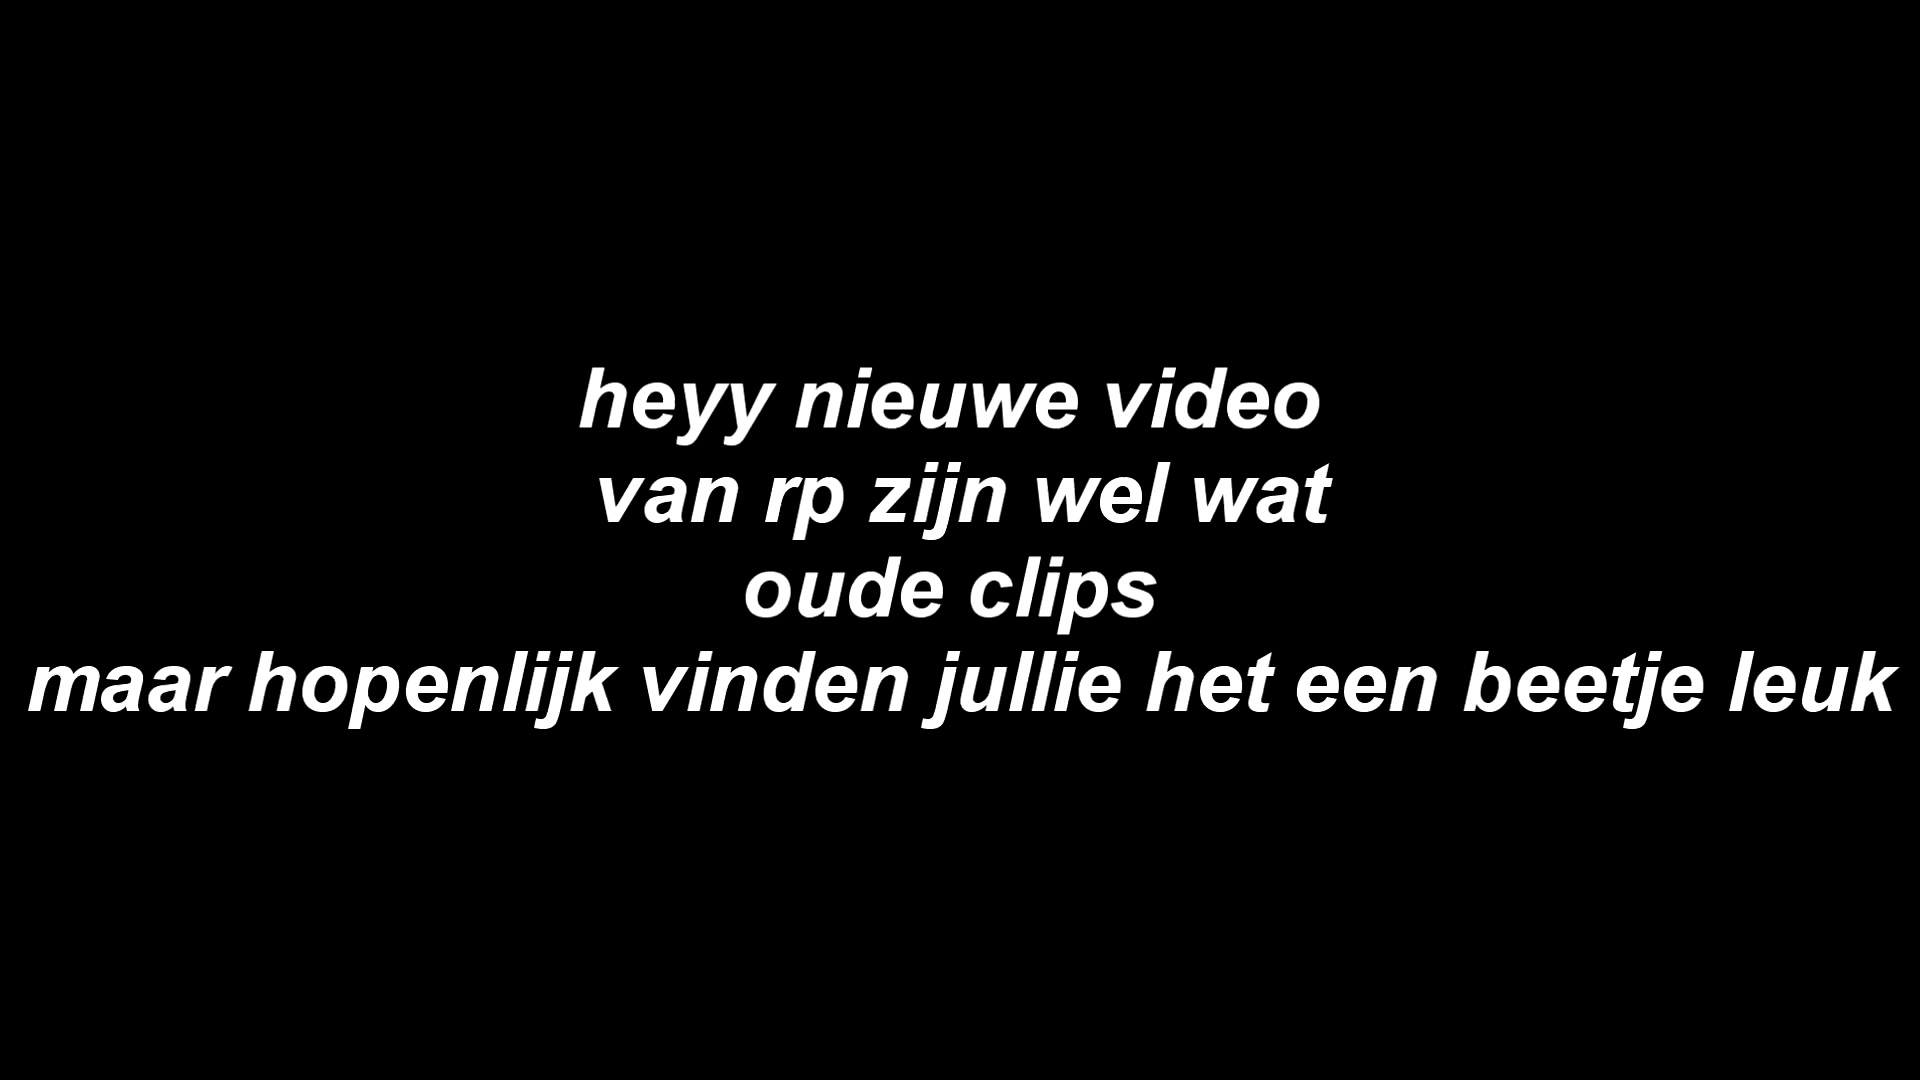 heyy nieuwe video
van rp zijn wel wat
oude clips
maar hopenlijk vinden jullie het een beetje leuk